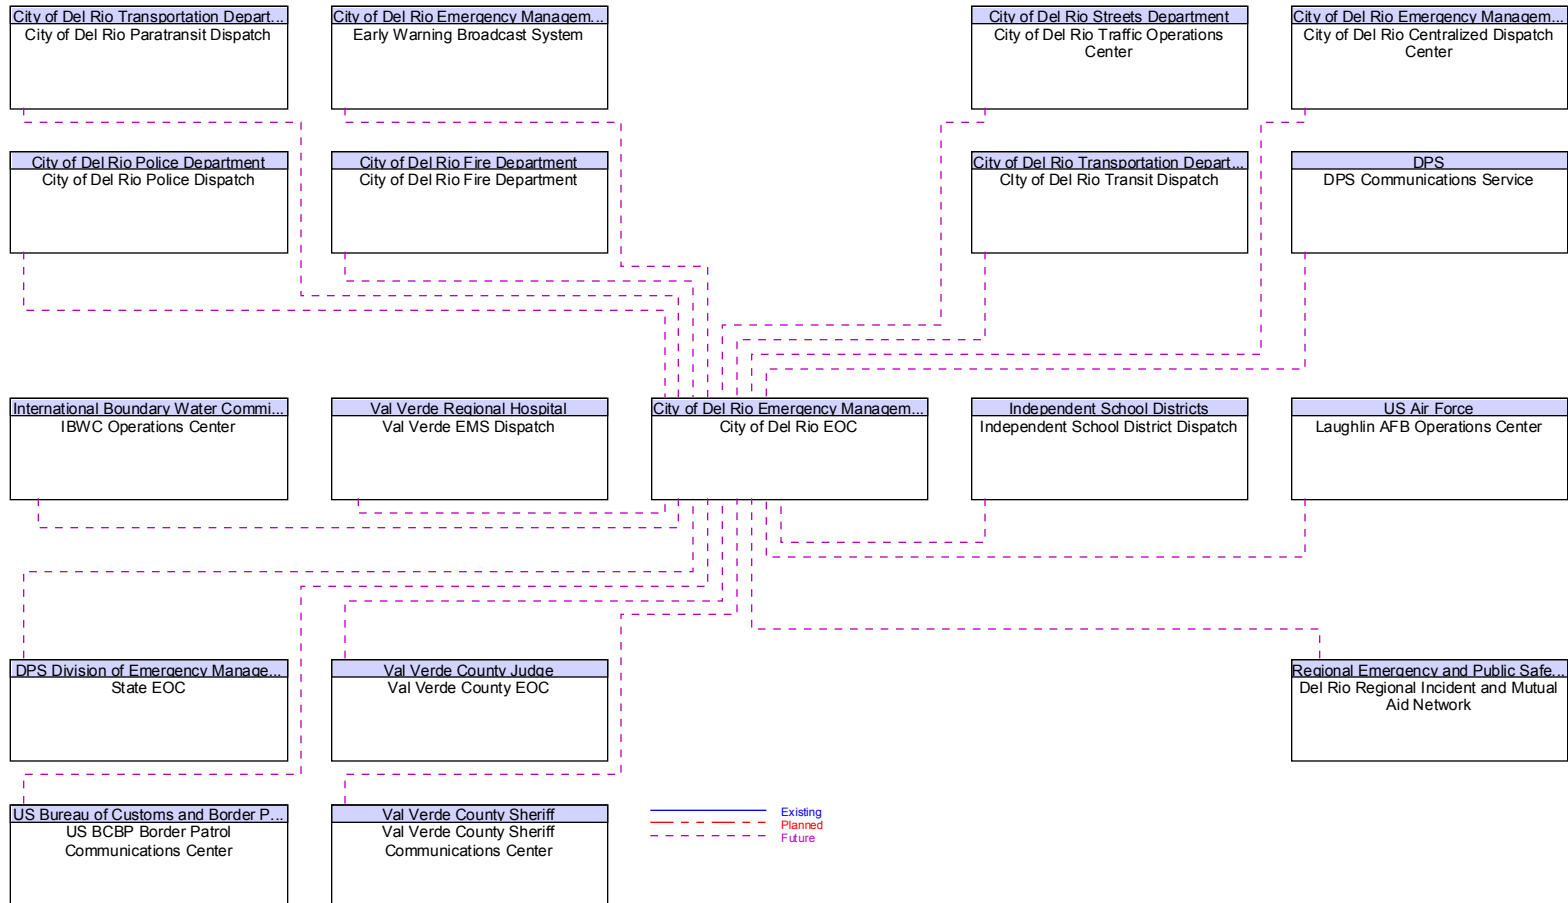 City of Del Rio Transportation Depart...
City of Del Rio Paratransit Dispatch
City of Del Rio Emergency Managem...
Early Warning Broadcast System
City of Del Rio Streets Department
City of Del Rio Traffic Operations
Center
City of Del Rio Emergency Managem...
City of Del Rio Centralized Dispatch
Center
City of Del Rio Police Department
City of Del Rio Police Dispatch
City of Del Rio Fire Department
City of Del Rio Fire Department
City of Del Rio Transportation Depart...
CIty of Del Rio Transit Dispatch
DPS
DPS Communications Service
International Boundary Water Commi...
IBWC Operations Center
Val Verde Regional Hospital
Val Verde EMS Dispatch
City of Del Rio Emergency Managem...
City of Del Rio EOC
Independent School Districts
Independent School District Dispatch
US Air Force
Laughlin AFB Operations Center
DPS Division of Emergency Manage...
State EOC
Val Verde County Judge
Val Verde County EOC
Regional Emergency and Public Safe...
Del Rio Regional Incident and Mutual
Aid Network
US Bureau of Customs and Border P...
US BCBP Border Patrol
Communications Center
Val Verde County Sheriff
Val Verde County Sheriff
Communications Center
Existing
Planned
Future